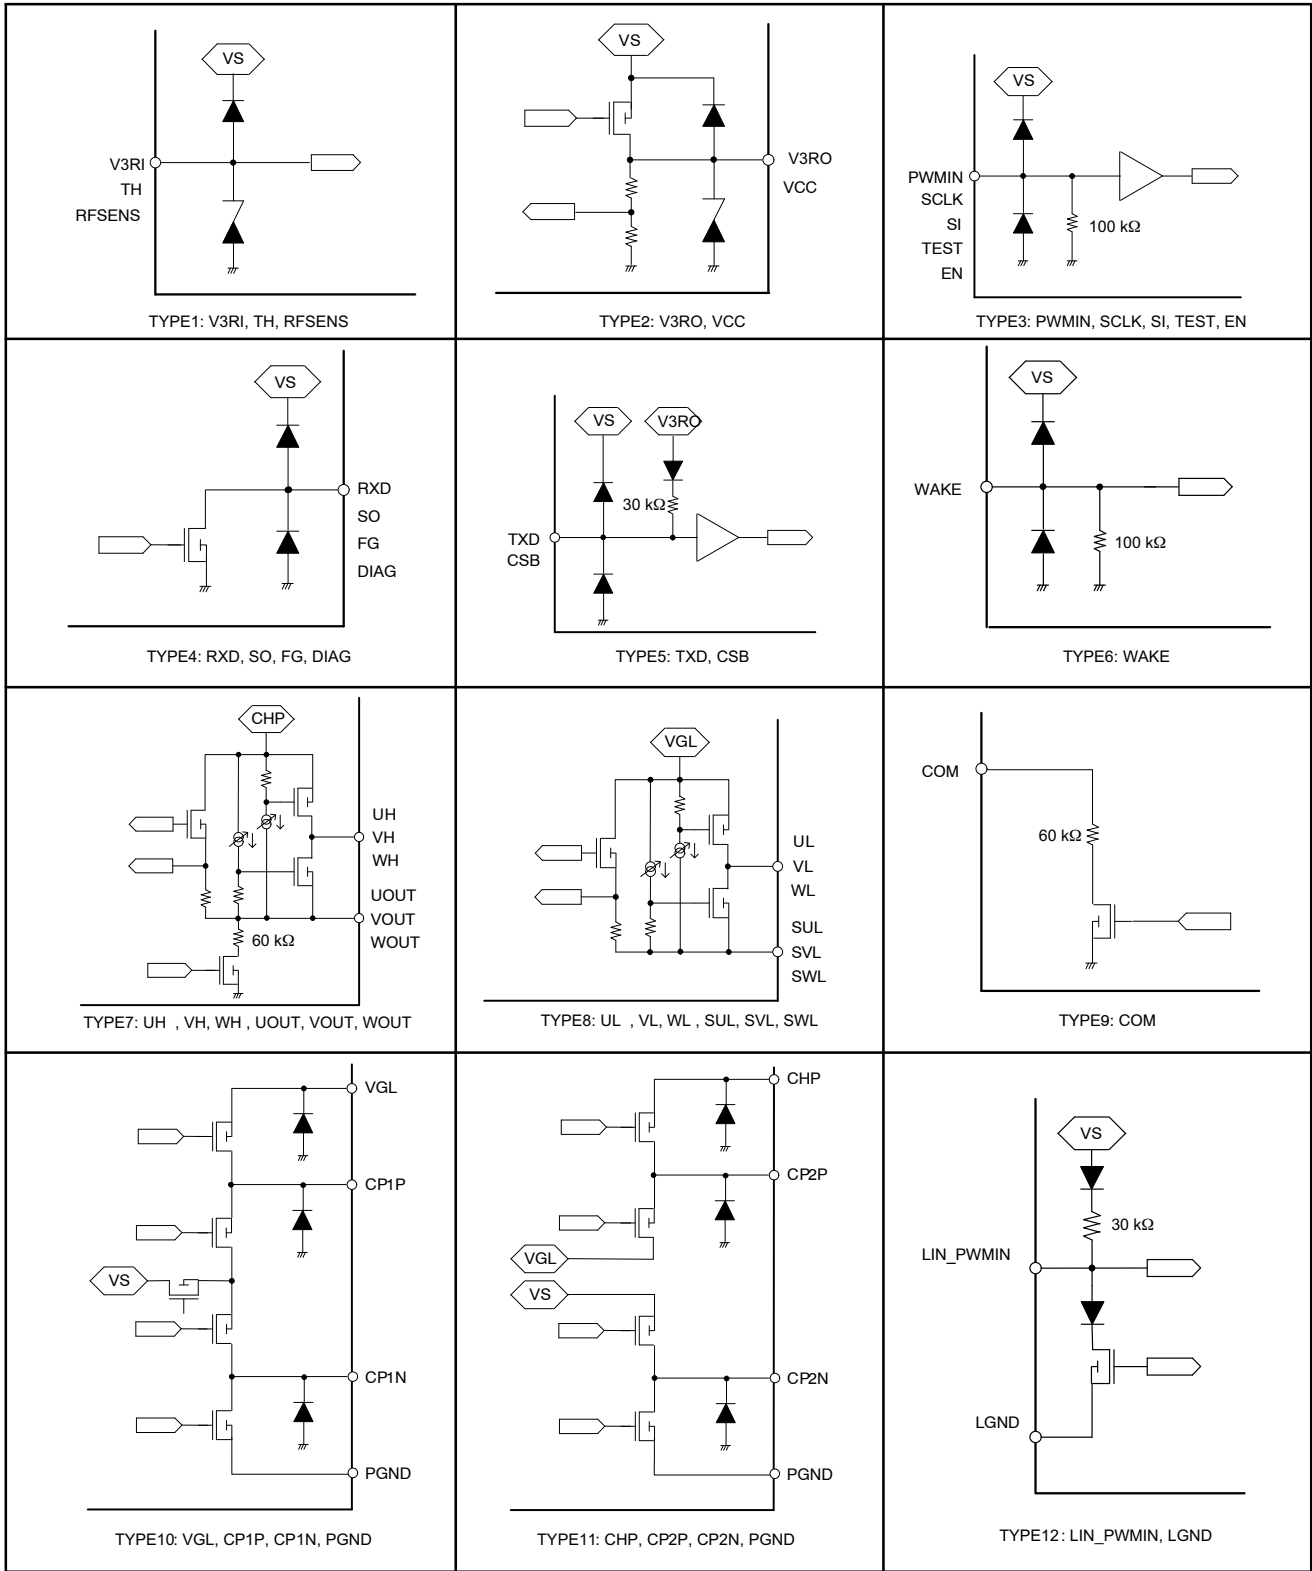 VS
V3RI
TH
RFSENS
TYPE1: V3RI, TH, RFSENS
VS
V3RO
VCC
TYPE2: V3RO, VCC
VS
PWMIN
SCLK
SI
TEST
EN
100 kΩ
TYPE3: PWMIN, SCLK, SI, TEST, EN
VS
RXD
SO
FG
DIAG
TYPE4: RXD, SO, FG, DIAG
VS
V3RO
30 kΩ
TXD
CSB
TYPE5: TXD, CSB
VS
WAKE
100 kΩ
TYPE6: WAKE
CHP
UH
VH
WH
UOUT
VOUT
WOUT
60 kΩ
TYPE7: UH , VH, WH , UOUT, VOUT, WOUT
VGL
UL
VL
WL
SUL
SVL
SWL
TYPE8: UL , VL, WL , SUL, SVL, SWL
COM
60 kΩ
TYPE9: COM
VGL
CP1P
VS
CP1N
PGND
TYPE10: VGL, CP1P, CP1N, PGND
CHP
CP2P
VGL
VS
CP2N
PGND
TYPE11: CHP, CP2P, CP2N, PGND
VS
30 kΩ
LIN_PWMIN
LGND
TYPE12: LIN_PWMIN, LGND